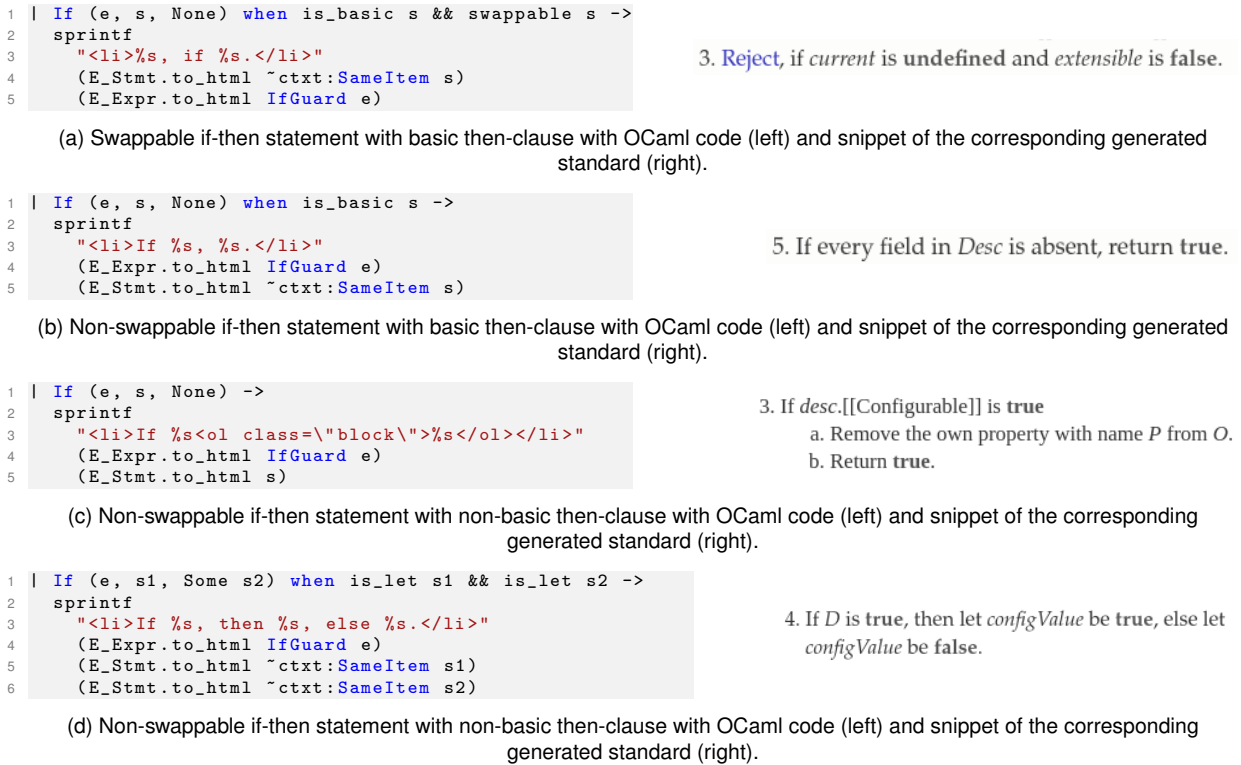 1 | If (e, s, None) when is_basic s && swappable s ->
2 sprintf
3 "<li>%s, if %s.</li>"
4 (E_Stmt.to_html ~ctxt:SameItem s)
5 (E_Expr.to_html IfGuard e)
3. Reject, if current is undefined and extensible is false.
(a) Swappable if-then statement with basic then-clause with OCaml code (left) and snippet of the corresponding generated
standard (right).
1 | If (e, s, None) when is_basic s ->
2 sprintf
3 "<li>If %s, %s.</li>"
4 (E_Expr.to_html IfGuard e)
5 (E_Stmt.to_html ~ctxt:SameItem s)
5. If every field in Desc is absent, return true.
(b) Non-swappable if-then statement with basic then-clause with OCaml code (left) and snippet of the corresponding generated
standard (right).
1 | If (e, s, None) ->
2 sprintf
3 "<li>If %s<ol class=\"block\">%s</ol></li>"
4 (E_Expr.to_html IfGuard e)
5 (E_Stmt.to_html s)
3. If desc.[[Configurable]] is true
a. Remove the own property with name P from O.
b. Return true.
(c) Non-swappable if-then statement with non-basic then-clause with OCaml code (left) and snippet of the corresponding
generated standard (right).
1 | If (e, s1, Some s2) when is_let s1 && is_let s2 ->
2 sprintf
3 "<li>If %s, then %s, else %s.</li>"
4 (E_Expr.to_html IfGuard e)
5 (E_Stmt.to_html ~ctxt:SameItem s1)
6 (E_Stmt.to_html ~ctxt:SameItem s2)
4. If D is true, then let configValue be true, else let
configValue be false.
(d) Non-swappable if-then statement with non-basic then-clause with OCaml code (left) and snippet of the corresponding
generated standard (right).